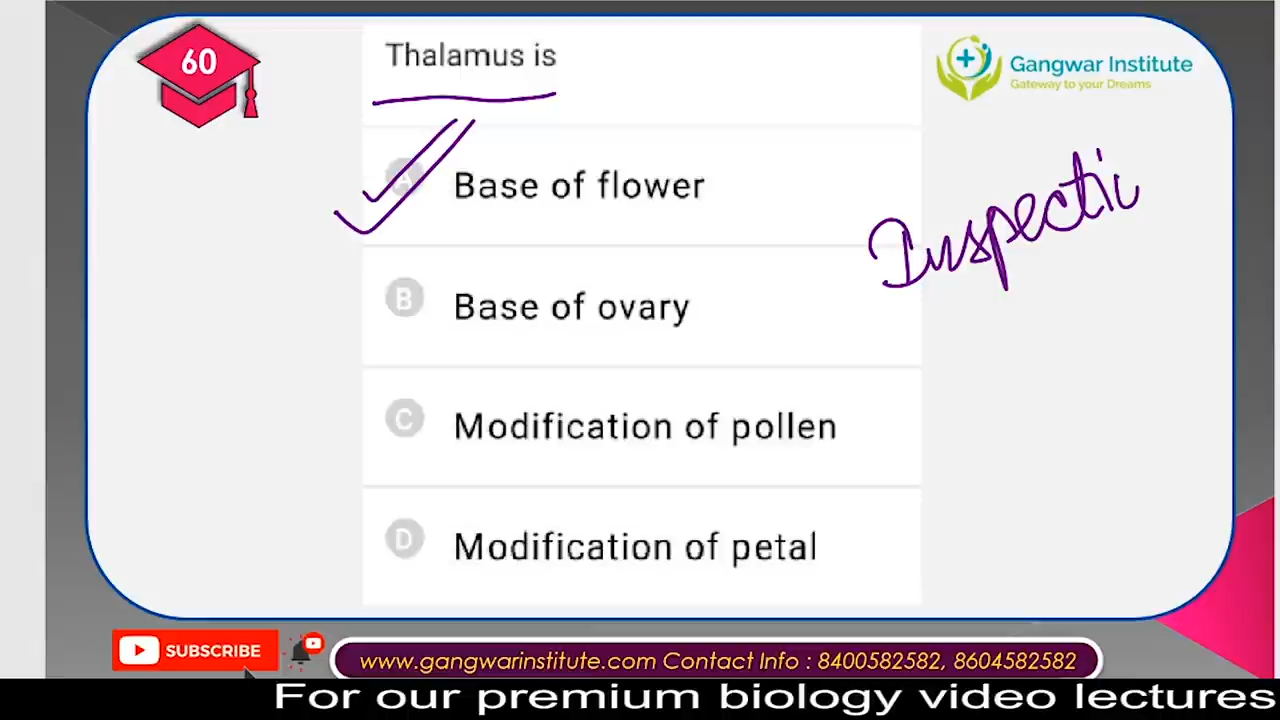 60
Thalamus is
Gangwar Institute
Gateway to your Dreams
A Base of flower
Inspecti
B Base of ovary
C Modification of pollen
D Modification of petal
SUBSCRIBE
www.gangwarinstitute.com Contact Info : 8400582582, 8604582582
For our premium biology video lectures